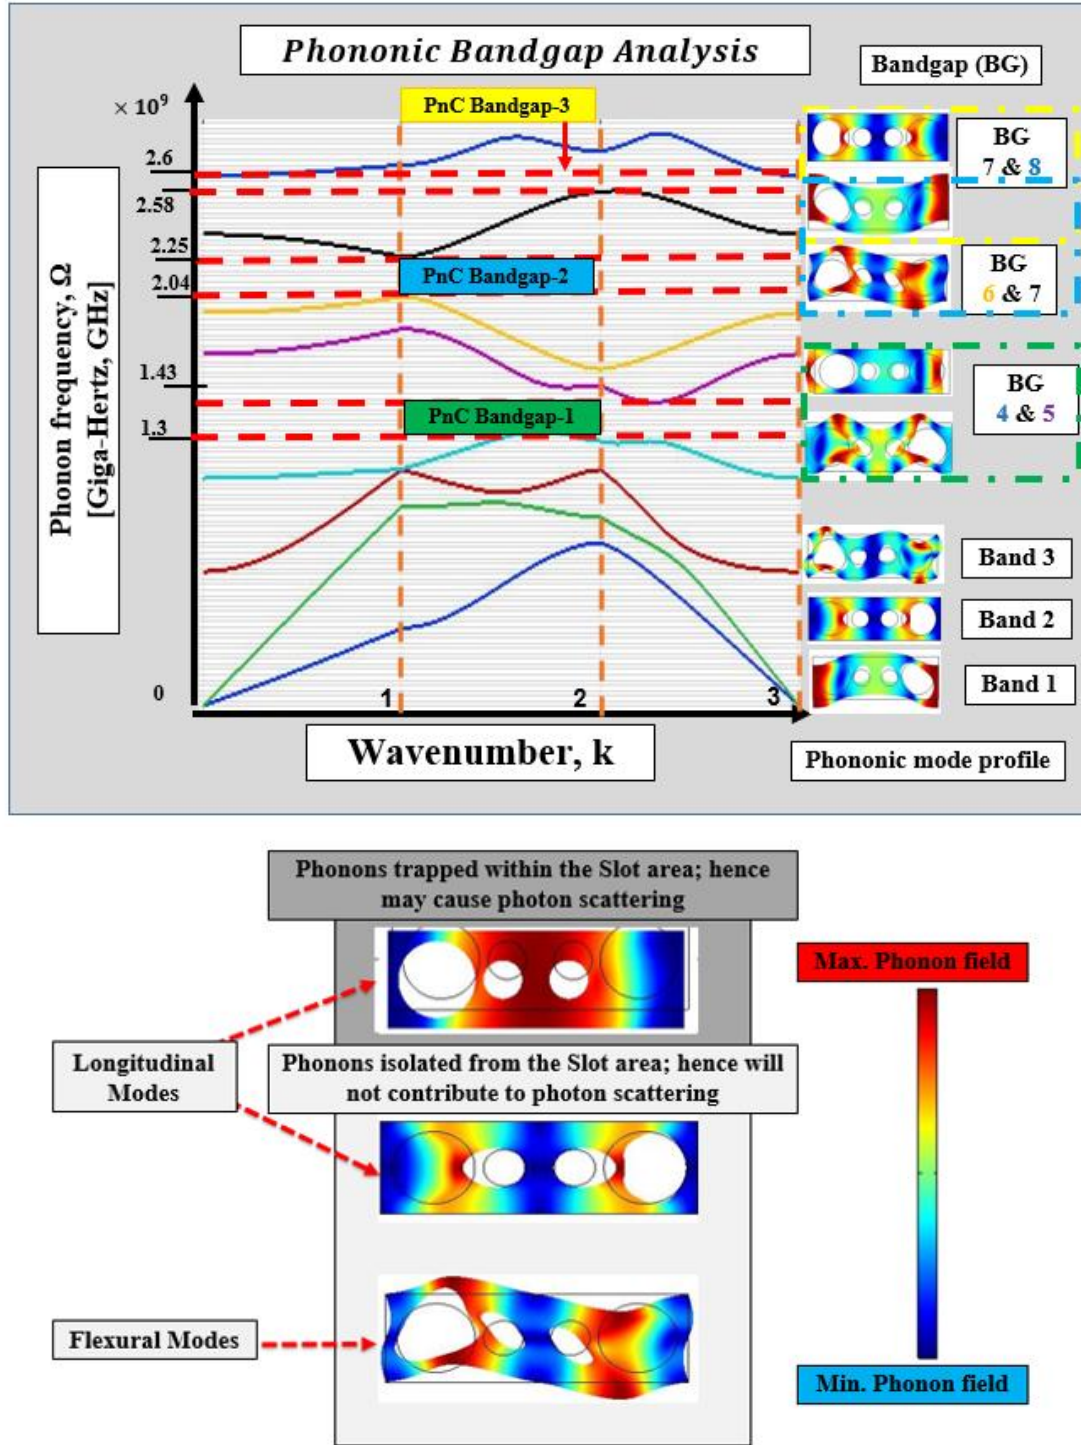 Phononic Bandgap Analysis
Bandgap (BG)
× 10⁹
PnC Bandgap-3
BG
7 & 8
2.6
2.58
2.25
PnC Bandgap-2
BG
6 & 7
2.04
Phonon frequency, Ω
[Giga-Hertz, GHz]
1.43
BG
4 & 5
PnC Bandgap-1
1.3
Band 3
Band 2
Band 1
0
1
2
3
Wavenumber, k
Phononic mode profile
Phonons trapped within the Slot area; hence
may cause photon scattering
Max. Phonon field
Longitudinal
Modes
Phonons isolated from the Slot area; hence will
not contribute to photon scattering
Flexural Modes
Min. Phonon field